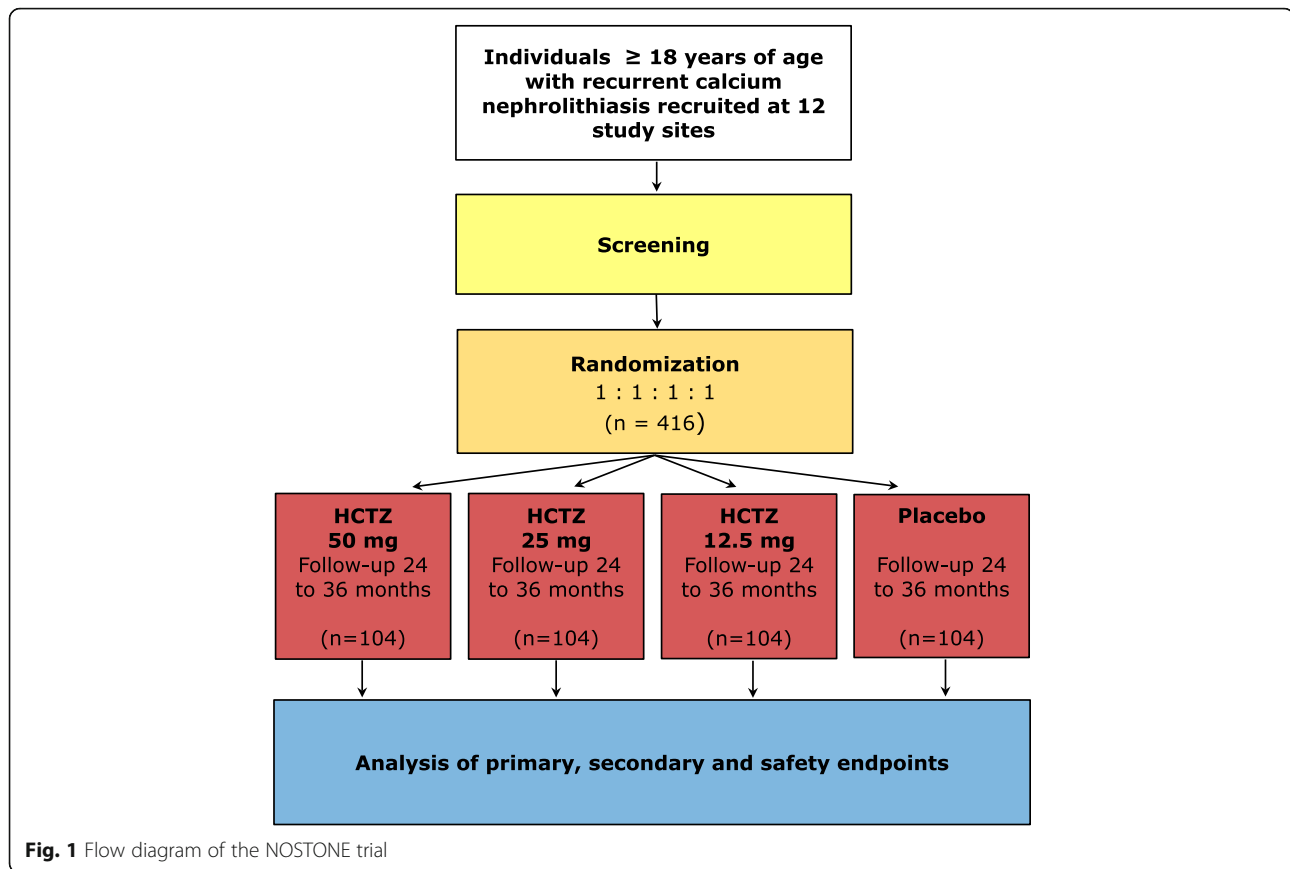 Individuals ≥ 18 years of age
with recurrent calcium
nephrolithiasis recruited at 12
study sites
Screening
Randomization
1 : 1 : 1 : 1
(n = 416)
HCTZ
50 mg
Follow-up 24
to 36 months
(n=104)
HCTZ
25 mg
Follow-up 24
to 36 months
(n=104)
HCTZ
12.5 mg
Follow-up 24
to 36 months
(n=104)
Placebo
Follow-up 24
to 36 months
(n=104)
Analysis of primary, secondary and safety endpoints
Fig. 1 Flow diagram of the NOSTONE trial